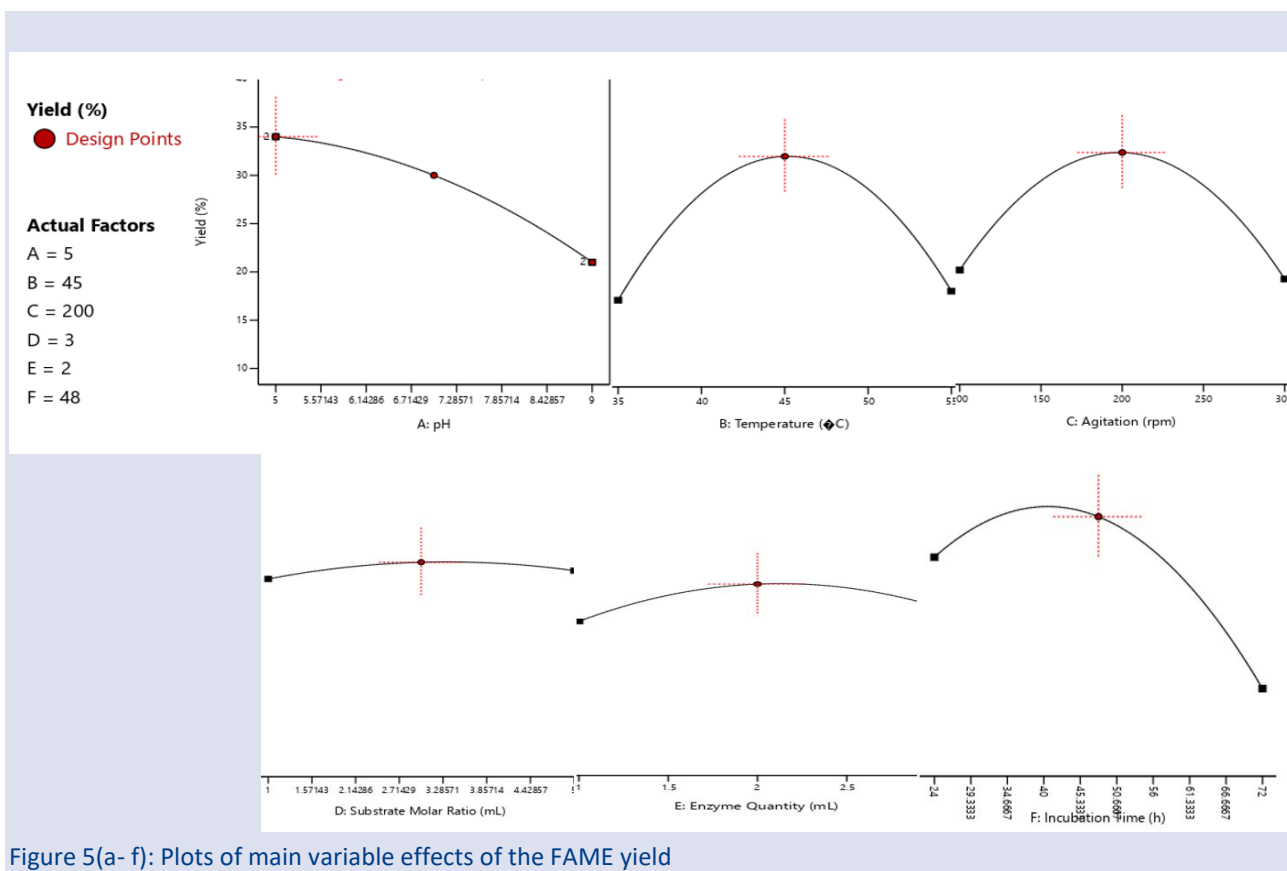 Yield (%)
Design Points
Actual Factors
A = 5
B = 45
C = 200
D = 3
E = 2
F = 48
Yield (%)
35
30
25
20
15
10
2
2
5 5.57143 6.14286 6.71429 7.28571 7.85714 8.42857 9
A: pH
35 40 45 50
B: Temperature (�C)
150 200 250
C: Agitation (rpm)
1 1.57143 2.14286 2.71429 3.28571 3.85714 4.42857
D: Substrate Molar Ratio (mL)
1 1.5 2 2.5
E: Enzyme Quantity (mL)
24 29.3333 34.6667 40 45.3333 50.6667 56 61.3333 66.6667 72
F: Incubation Time (h)
Figure 5(a- f): Plots of main variable effects of the FAME yield